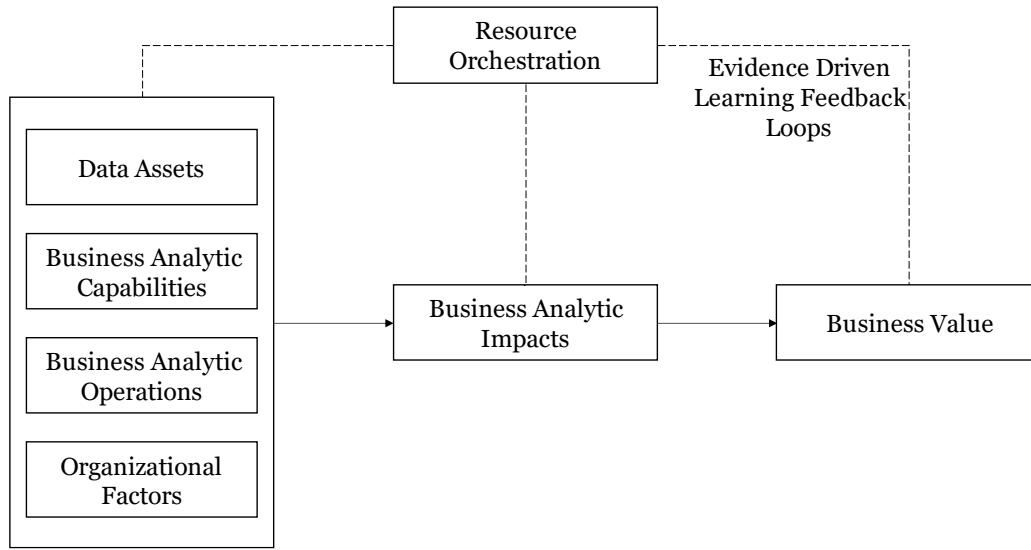 Resource
Orchestration
Evidence Driven
Learning Feedback
Loops
Data Assets
Business Analytic
Capabilities
Business Analytic
Operations
Organizational
Factors
Business Analytic
Impacts
Business Value